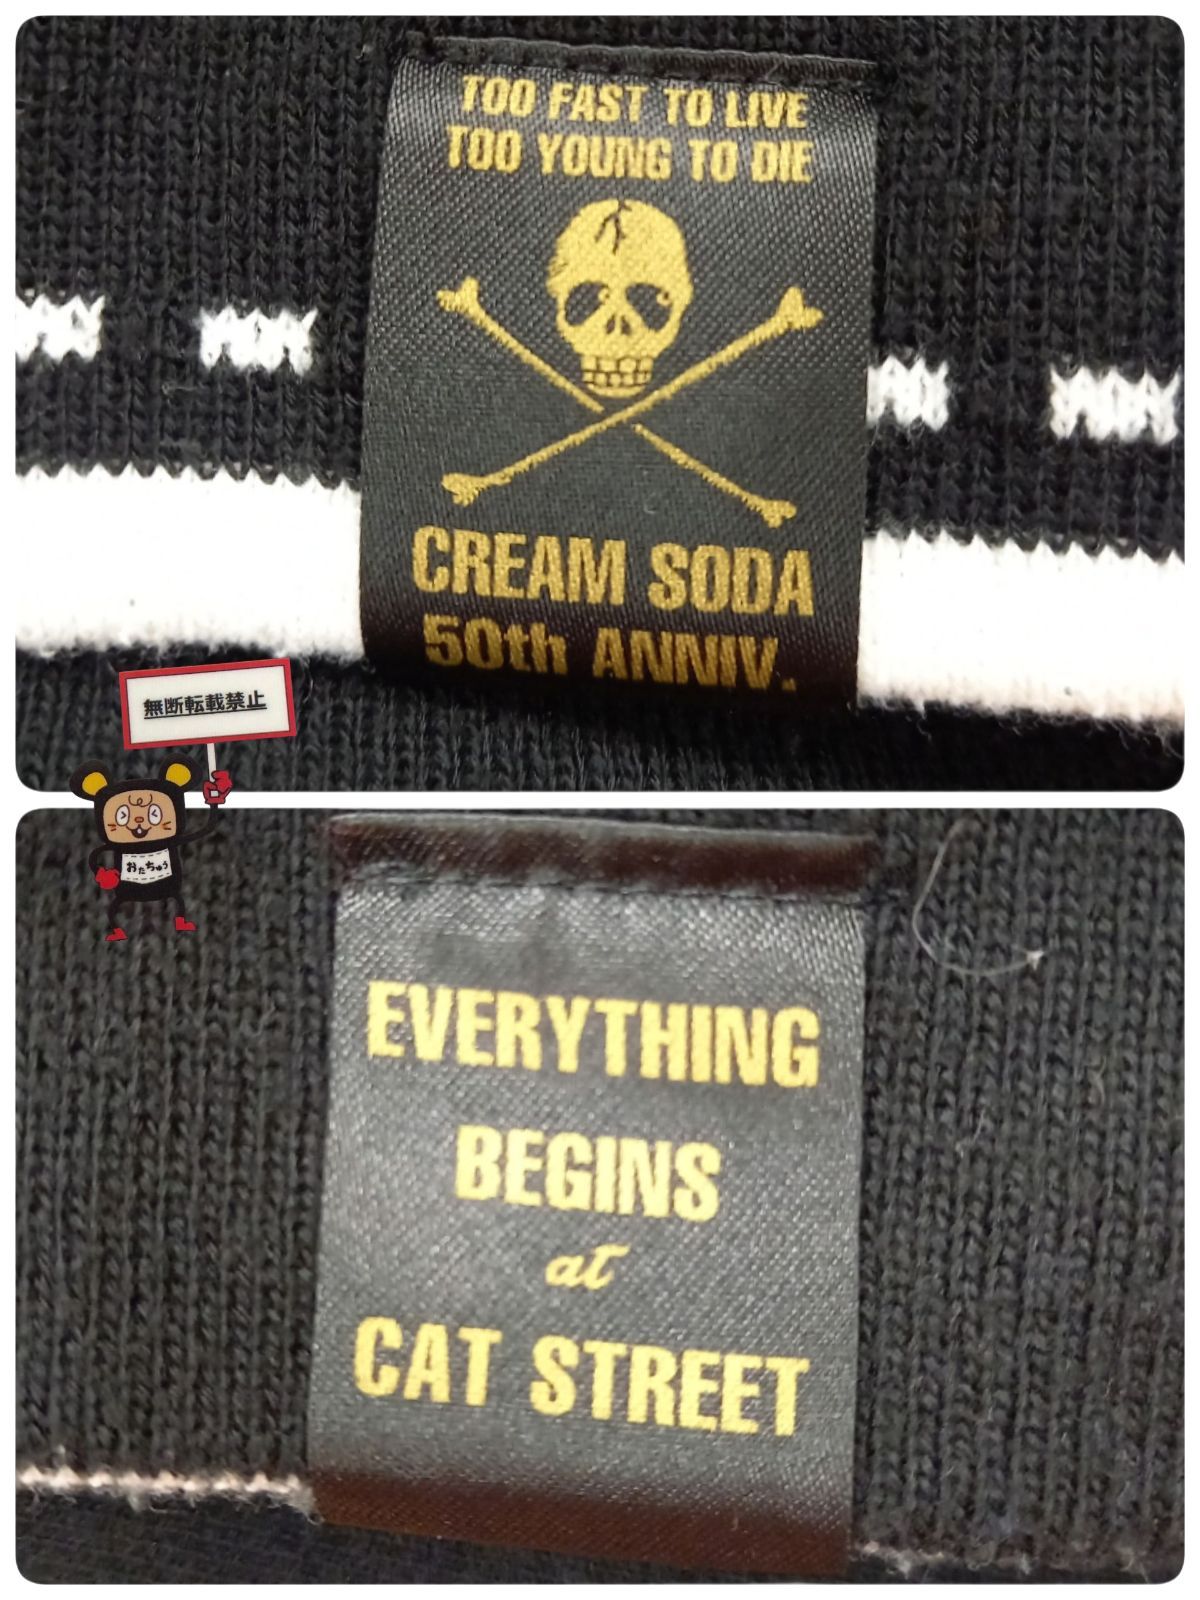 TOO FAST TO LIVE
TOO YOUNG TO DIE
CREAM SODA
50th ANNIV.
無断転載禁止
おたちゅう
EVERYTHING
BEGINS
at
CAT STREET